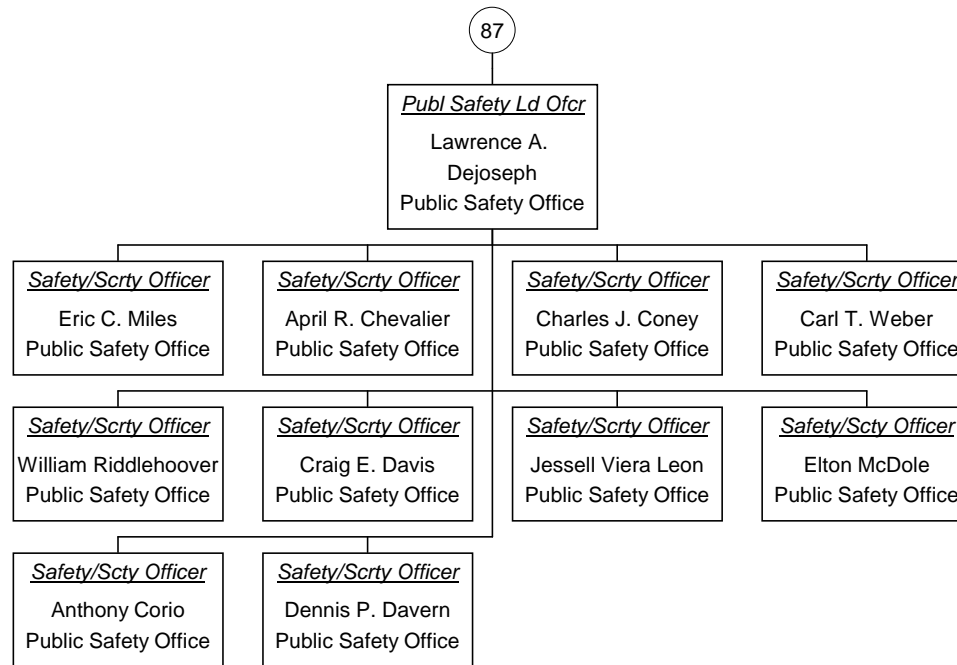 87
Publ Safety Ld Ofcr
Lawrence A.
Dejoseph
Public Safety Office
Safety/Scrty Officer
Eric C. Miles
Public Safety Office
Safety/Scrty Officer
April R. Chevalier
Public Safety Office
Safety/Scrty Officer
Charles J. Coney
Public Safety Office
Safety/Scrty Officer
Carl T. Weber
Public Safety Office
Safety/Scrty Officer
William Riddlehoover
Public Safety Office
Safety/Scrty Officer
Craig E. Davis
Public Safety Office
Safety/Scrty Officer
Jessell Viera Leon
Public Safety Office
Safety/Scty Officer
Elton McDole
Public Safety Office
Safety/Scty Officer
Anthony Corio
Public Safety Office
Safety/Scrty Officer
Dennis P. Davern
Public Safety Office